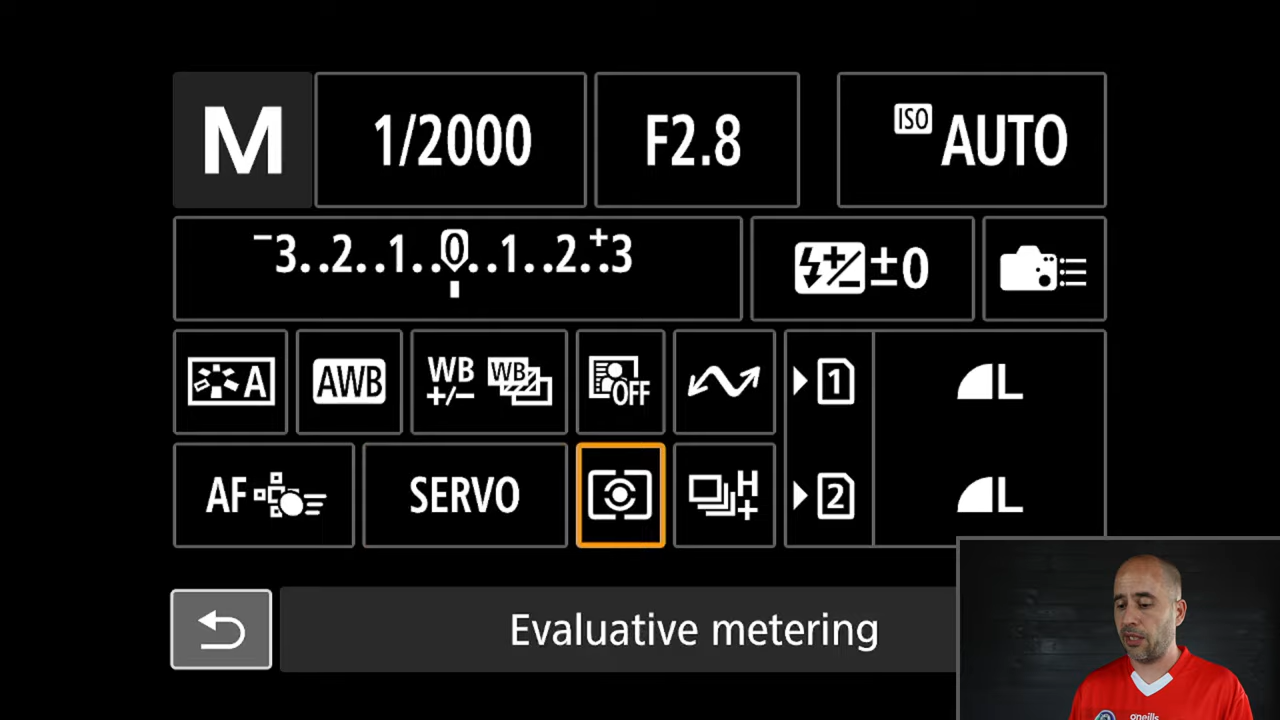 M 1/2000 F2.8 ISO AUTO
−3..2..1..0..1..2..+3 ±0
A AWB WB +/− WB OFF 1 L
AF SERVO H+ 2 L
Evaluative metering
oneills